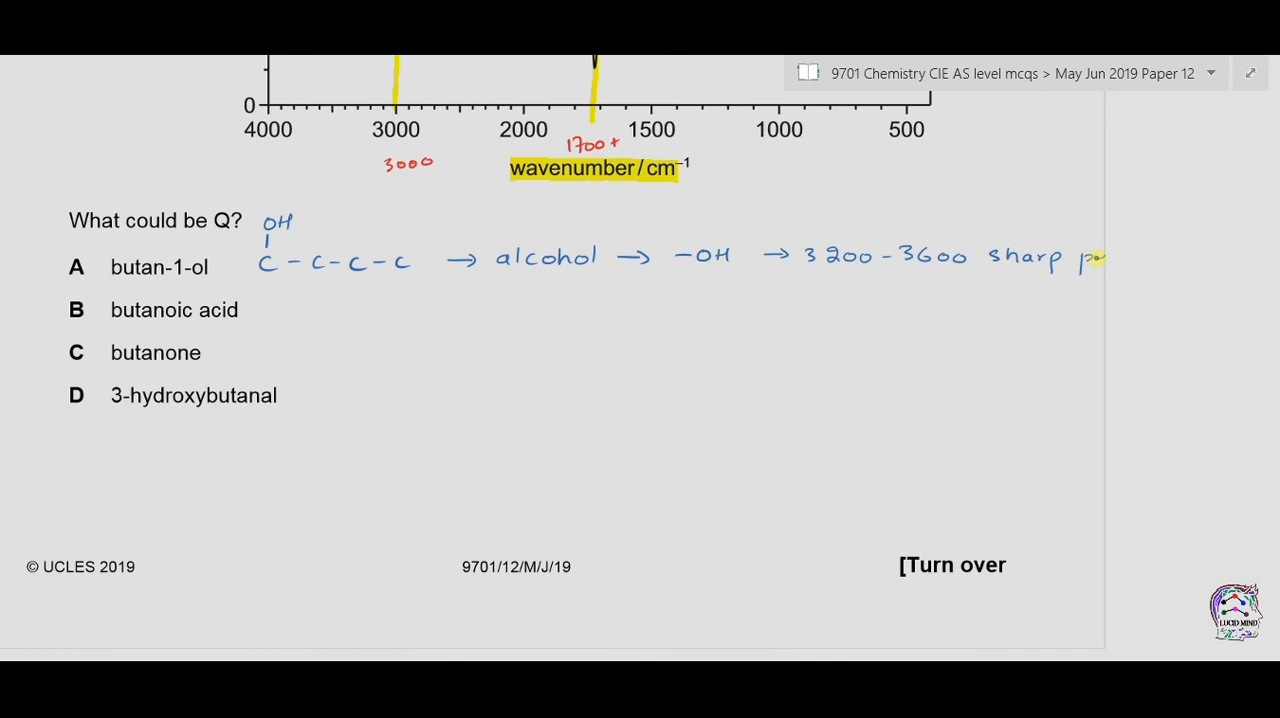 9701 Chemistry CIE AS level mcqs > May Jun 2019 Paper 12
0
4000 3000 2000 1500 1000 500
3000
1700+
wavenumber / cm⁻¹
What could be Q?
OH
A butan-1-ol C - C - C - C → alcohol → -OH → 3200 - 3600 sharp
B butanoic acid
C butanone
D 3-hydroxybutanal
© UCLES 2019 9701/12/M/J/19 [Turn over
LUCID MIND